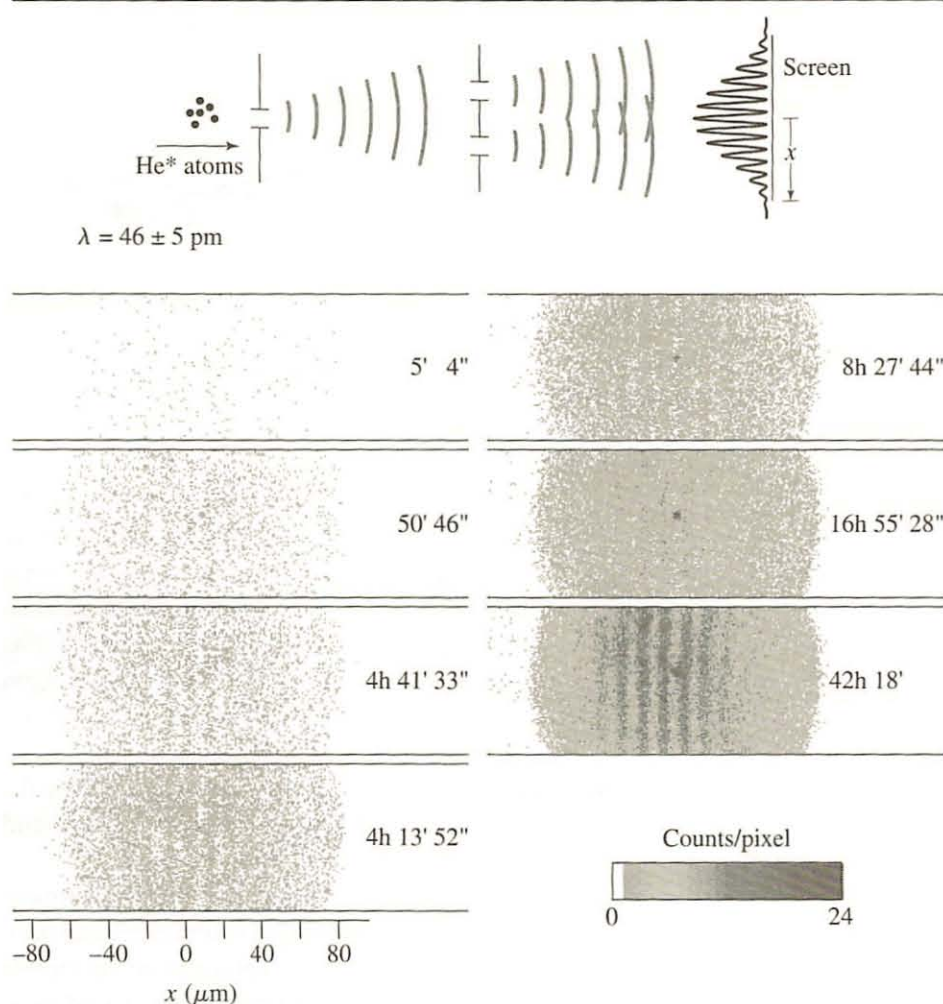 Screen
x
He* atoms
λ = 46 ± 5 pm
5' 4"
50' 46"
4h 41' 33"
4h 13' 52"
−80 −40 0 40 80
x (μm)
8h 27' 44"
16h 55' 28"
42h 18'
Counts/pixel
0 24